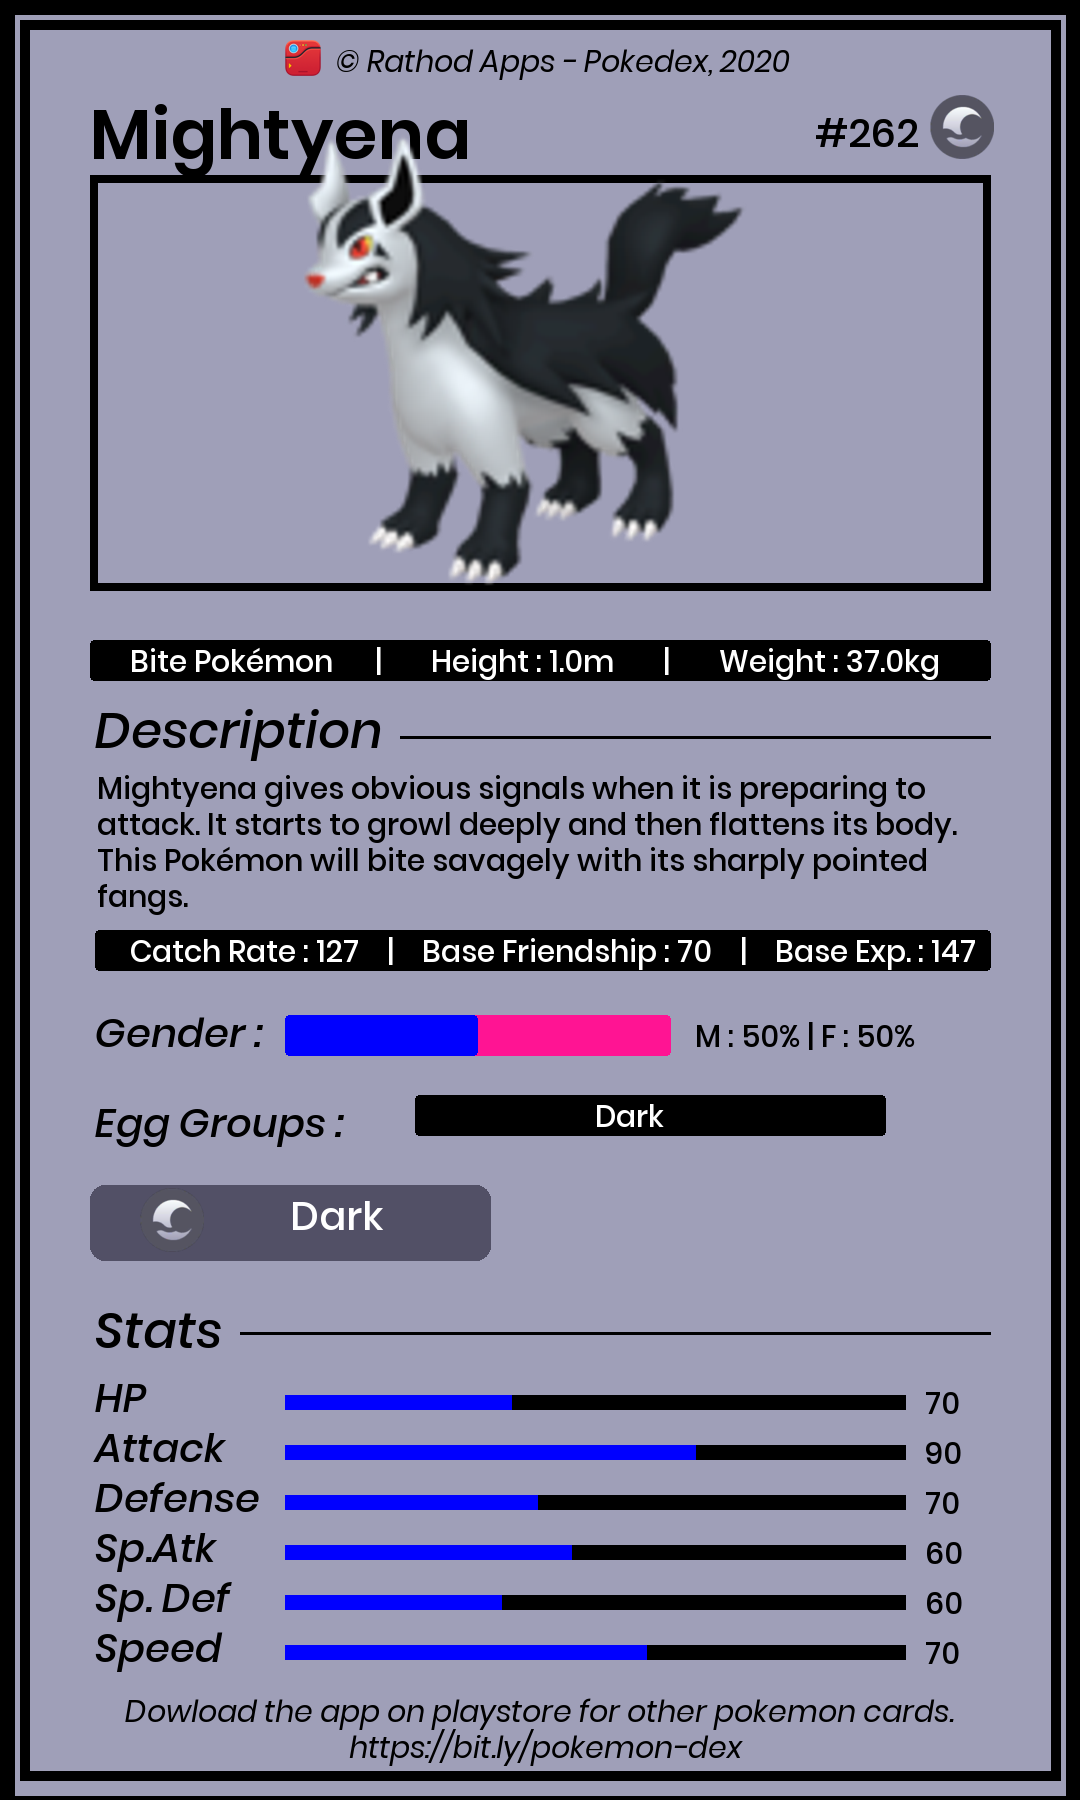 © Rathod Apps - Pokedex, 2020
Mightyena #262
Bite Pokémon | Height : 1.0m | Weight : 37.0kg
Description
Mightyena gives obvious signals when it is preparing to
attack. It starts to growl deeply and then flattens its body.
This Pokémon will bite savagely with its sharply pointed
fangs.
Catch Rate : 127 | Base Friendship : 70 | Base Exp. : 147
Gender : M : 50% | F : 50%
Egg Groups : Dark
Dark
Stats
HP 70
Attack 90
Defense 70
Sp.Atk 60
Sp. Def 60
Speed 70
Dowload the app on playstore for other pokemon cards.
https://bit.ly/pokemon-dex